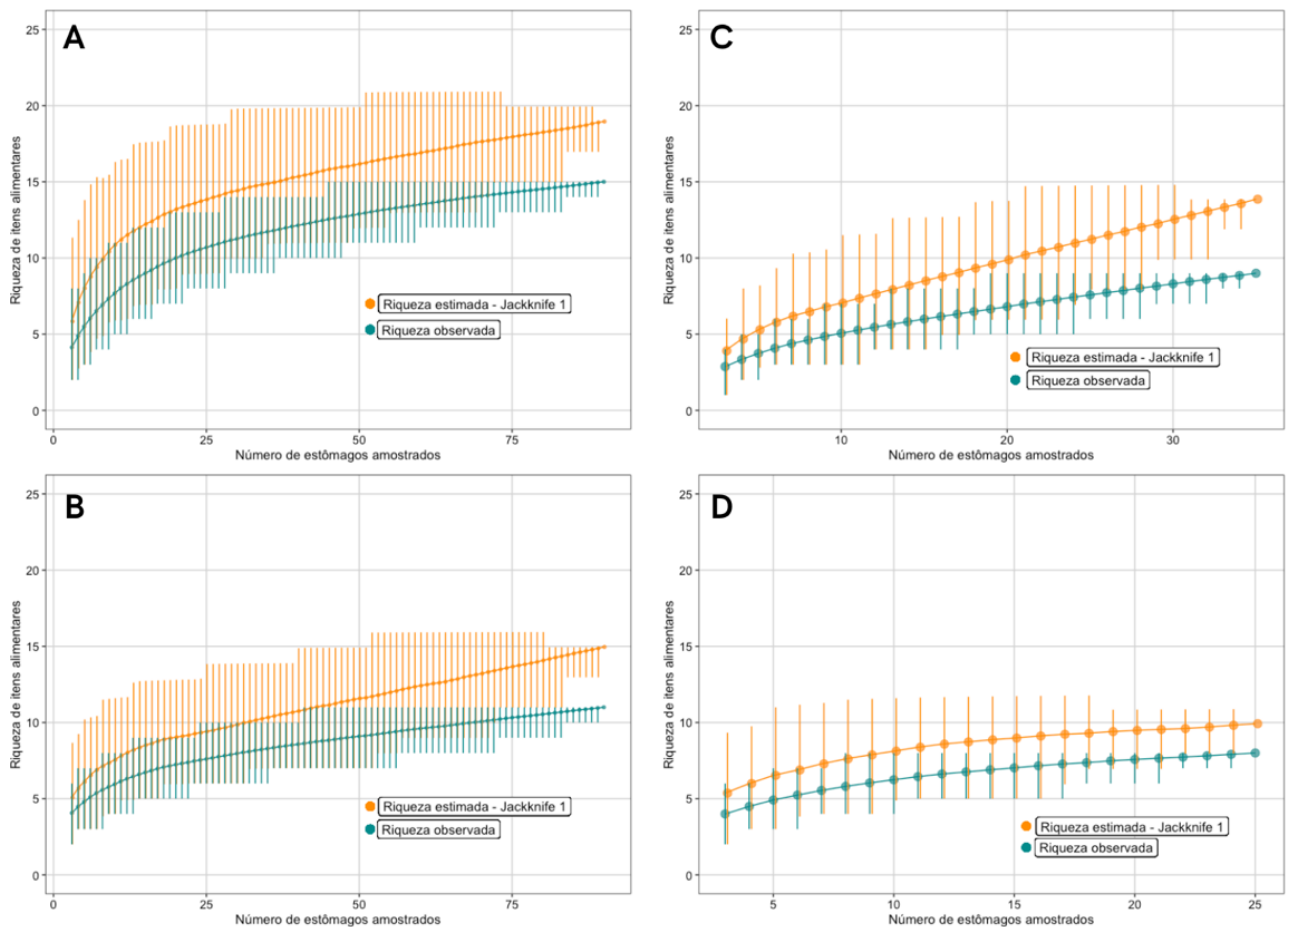 A
25
20
15
10
5
0
Riqueza de itens alimentares
Riqueza estimada - Jackknife 1
Riqueza observada
0 25 50 75
Número de estômagos amostrados
C
25
20
15
10
5
0
Riqueza de itens alimentares
Riqueza estimada - Jackknife 1
Riqueza observada
10 20 30
Número de estômagos amostrados
B
25
20
15
10
5
0
Riqueza de itens alimentares
Riqueza estimada - Jackknife 1
Riqueza observada
0 25 50 75
Número de estômagos amostrados
D
25
20
15
10
5
0
Riqueza de itens alimentares
Riqueza estimada - Jackknife 1
Riqueza observada
5 10 15 20 25
Número de estômagos amostrados